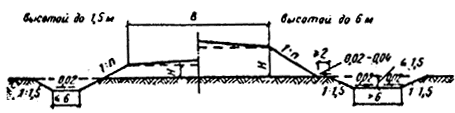 высотой до 1,5 м
В
высотой до 6 м
1:п
1:п
≥2
0,02-0,04
≤1,5
0,02
Н
Н
1:1,5
≤6
1:1,5
>6
1:1,5